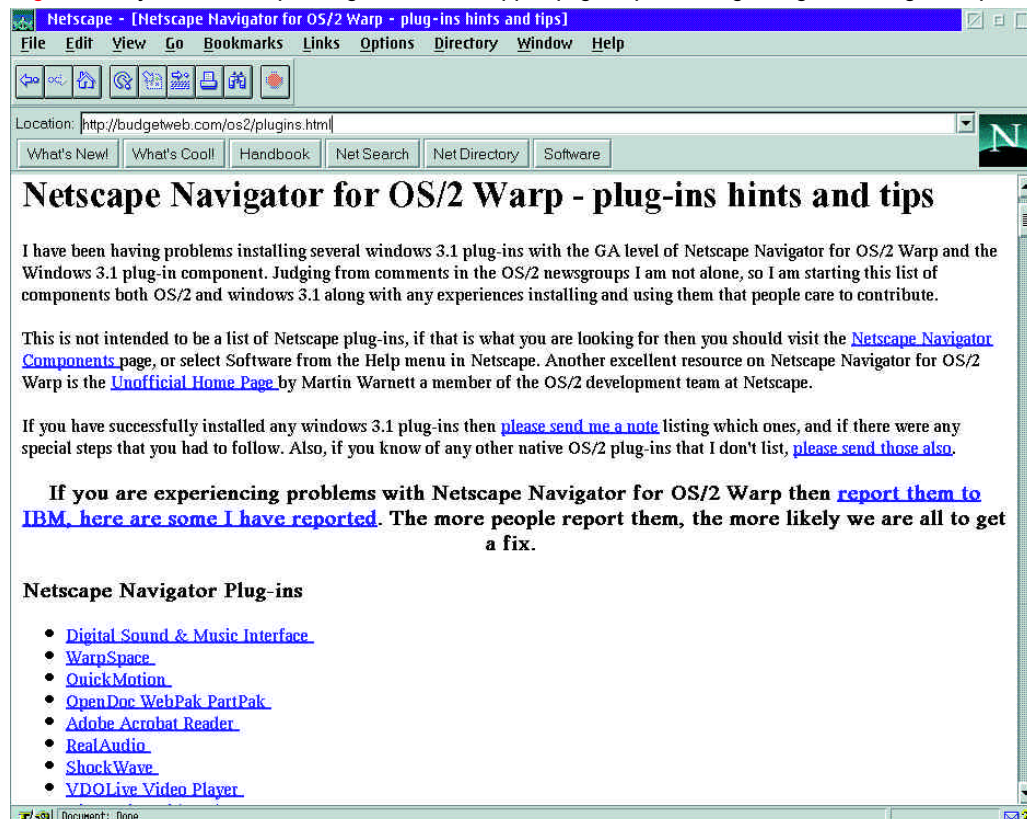 Netscape - [Netscape Navigator for OS/2 Warp - plug-ins hints and tips]
File Edit View Go Bookmarks Links Options Directory Window Help
Location: http://budgetweb.com/os2/plugins.html
N
What's New! What's Cool! Handbook Net Search Net Directory Software
Netscape Navigator for OS/2 Warp - plug-ins hints and tips
I have been having problems installing several windows 3.1 plug-ins with the GA level of Netscape Navigator for OS/2 Warp and the
Windows 3.1 plug-in component. Judging from comments in the OS/2 newsgroups I am not alone, so I am starting this list of
components both OS/2 and windows 3.1 along with any experiences installing and using them that people care to contribute.
This is not intended to be a list of Netscape plug-ins, if that is what you are looking for then you should visit the Netscape Navigator
Components page, or select Software from the Help menu in Netscape. Another excellent resource on Netscape Navigator for OS/2
Warp is the Unofficial Home Page by Martin Warnett a member of the OS/2 development team at Netscape.
If you have successfully installed any windows 3.1 plug-ins then please send me a note listing which ones, and if there were any
special steps that you had to follow. Also, if you know of any other native OS/2 plug-ins that I don't list, please send those also.
If you are experiencing problems with Netscape Navigator for OS/2 Warp then report them to
IBM, here are some I have reported. The more people report them, the more likely we are all to get
a fix.
Netscape Navigator Plug-ins
Digital Sound & Music Interface
WarpSpace
QuickMotion
OpenDoc WebPak PartPak
Adobe Acrobat Reader
RealAudio
ShockWave
VDOLive Video Player
Document: Done